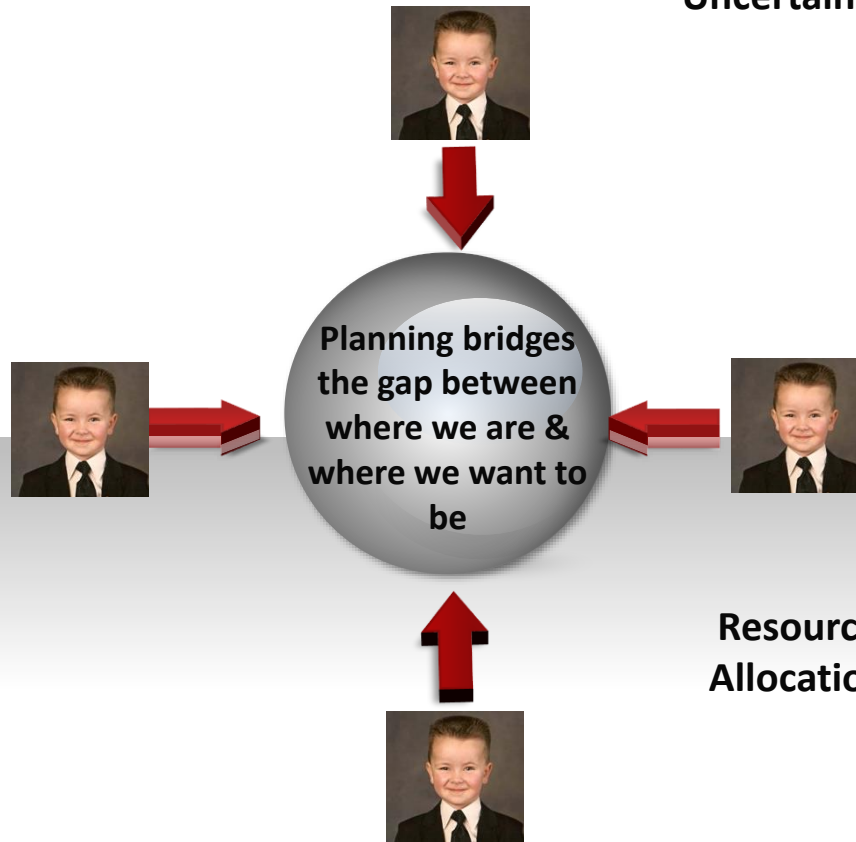 Uncertain
Planning bridges
the gap between
where we are &
where we want to
be
Resourc
Allocatio